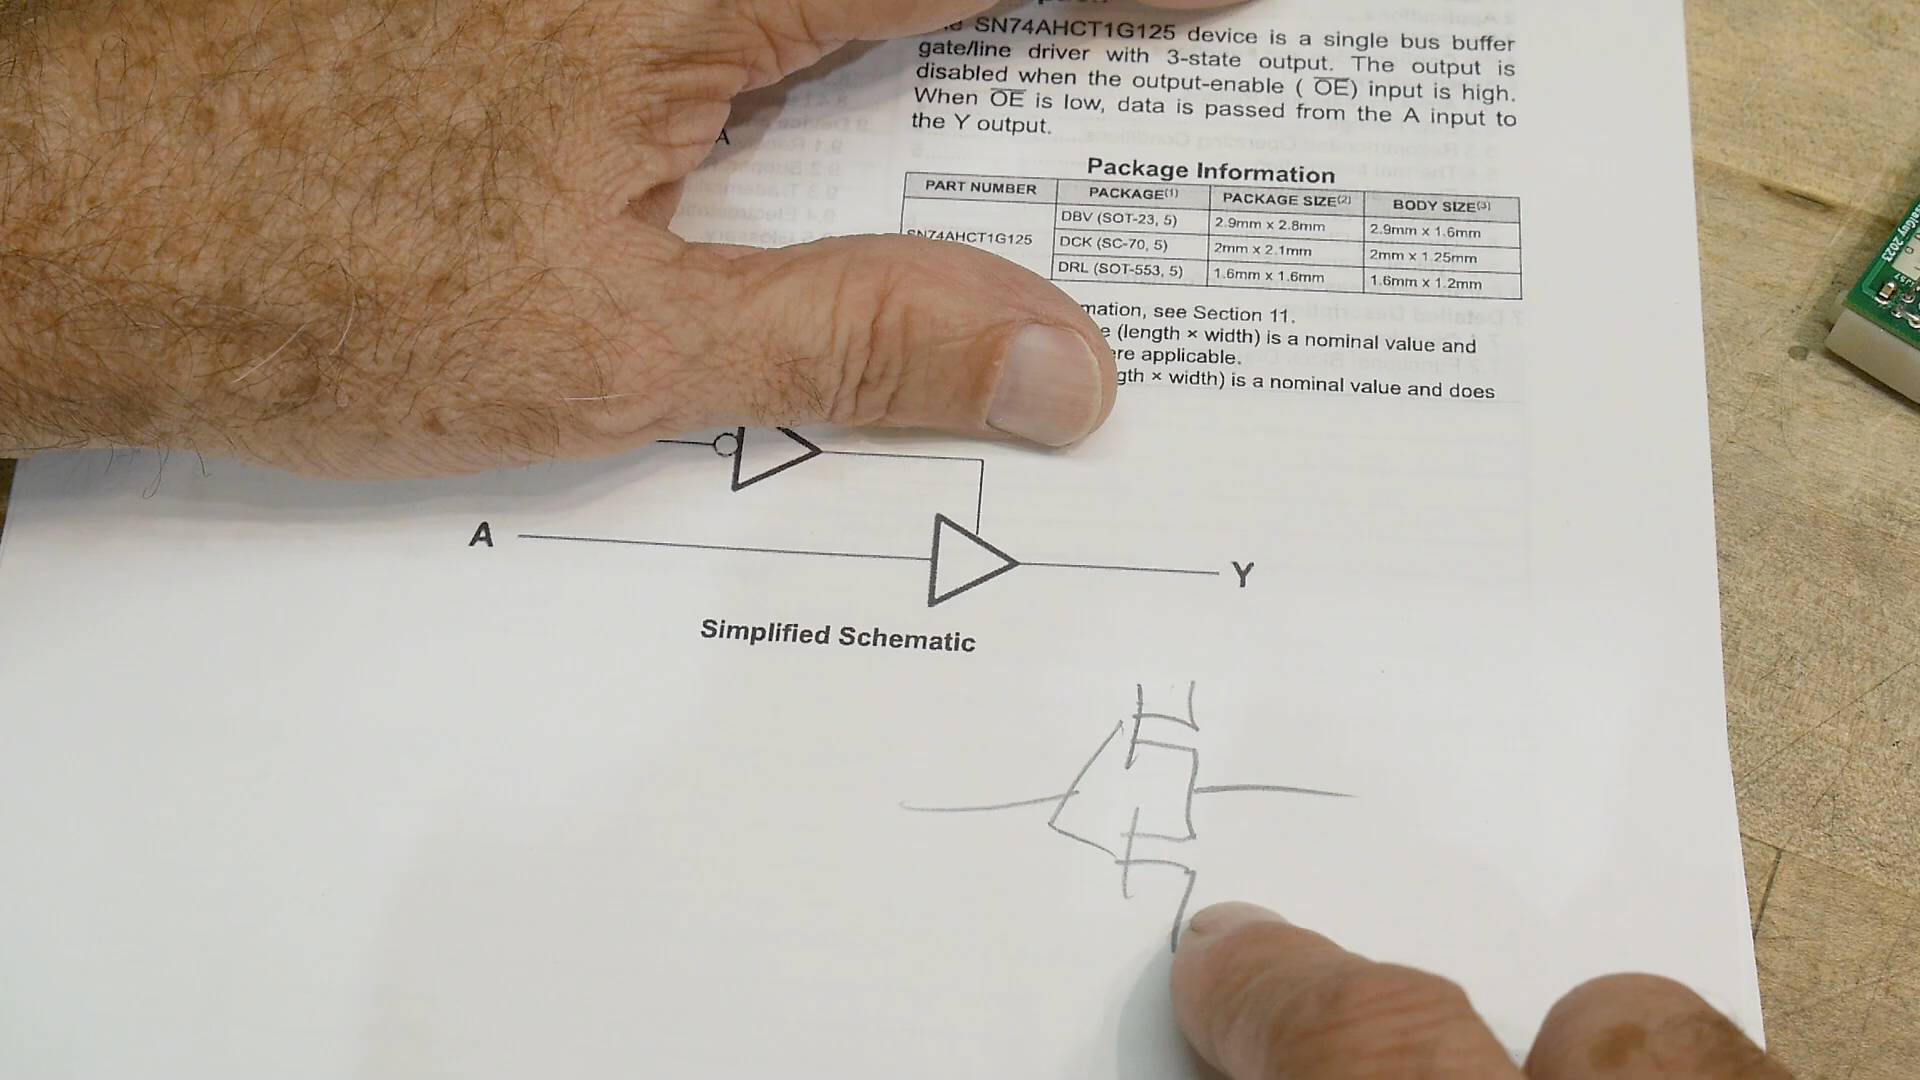 SN74AHCT1G125 device is a single bus buffer
gate/line driver with 3-state output. The output is
disabled when the output-enable ( OE) input is high.
When OE is low, data is passed from the A input to
the Y output.
Package Information
PART NUMBER PACKAGE(1) PACKAGE SIZE(2) BODY SIZE(3)
SN74AHCT1G125
DBV (SOT-23, 5) 2.9mm x 2.8mm 2.9mm x 1.6mm
DCK (SC-70, 5) 2mm x 2.1mm 2mm x 1.25mm
DRL (SOT-553, 5) 1.6mm x 1.6mm 1.6mm x 1.2mm
see Section 11.
(length × width) is a nominal value and
applicable.
× width) is a nominal value and does
A
A
Y
Simplified Schematic
2023